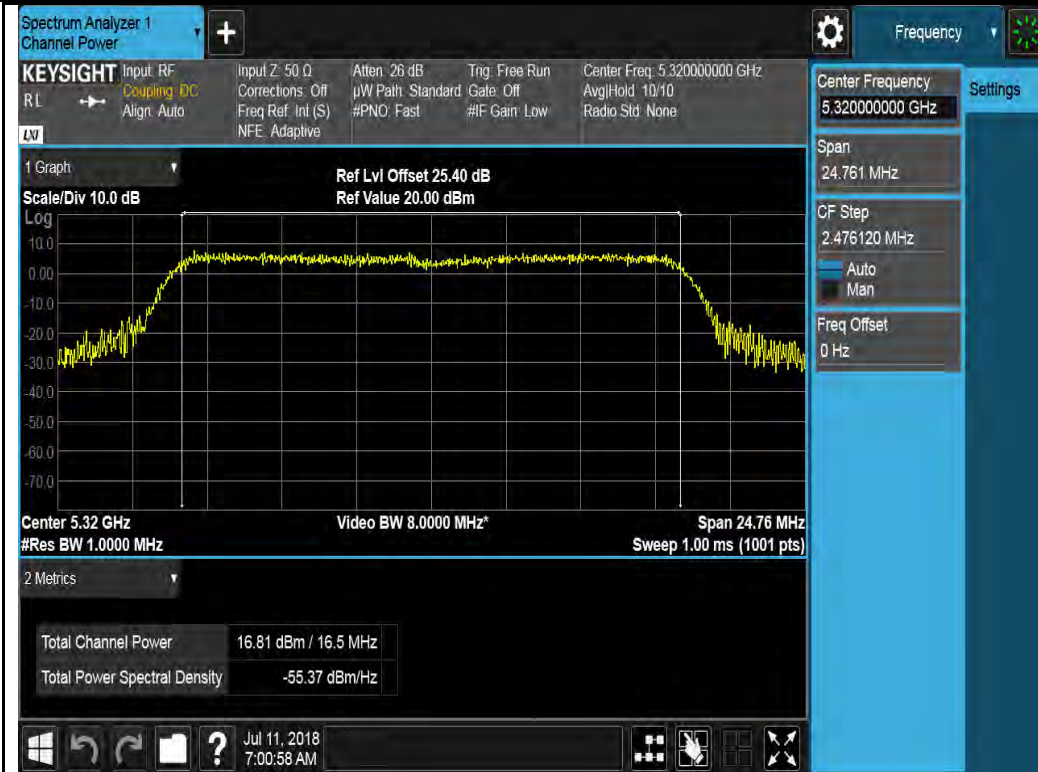 Spectrum Analyzer 1
Channel Power
+
Frequency
KEYSIGHT
RL
LXI
Input: RF
Coupling: DC
Align: Auto
Input Z: 50 Ω
Corrections: Off
Freq Ref: Int (S)
NFE: Adaptive
Atten: 26 dB
µW Path: Standard
#PNO: Fast
Trig: Free Run
Gate: Off
#IF Gain: Low
Center Freq: 5.320000000 GHz
Avg|Hold: 10/10
Radio Std: None
Center Frequency
5.320000000 GHz
Settings
Span
24.761 MHz
CF Step
2.476120 MHz
Auto
Man
Freq Offset
0 Hz
1 Graph
Ref Lvl Offset 25.40 dB
Scale/Div 10.0 dB
Ref Value 20.00 dBm
Log
10.0
0.00
-10.0
-20.0
-30.0
-40.0
-50.0
-60.0
-70.0
Center 5.32 GHz
Video BW 8.0000 MHz*
Span 24.76 MHz
#Res BW 1.0000 MHz
Sweep 1.00 ms (1001 pts)
2 Metrics
Total Channel Power
16.81 dBm / 16.5 MHz
Total Power Spectral Density
-55.37 dBm/Hz
?
Jul 11, 2018
7:00:58 AM